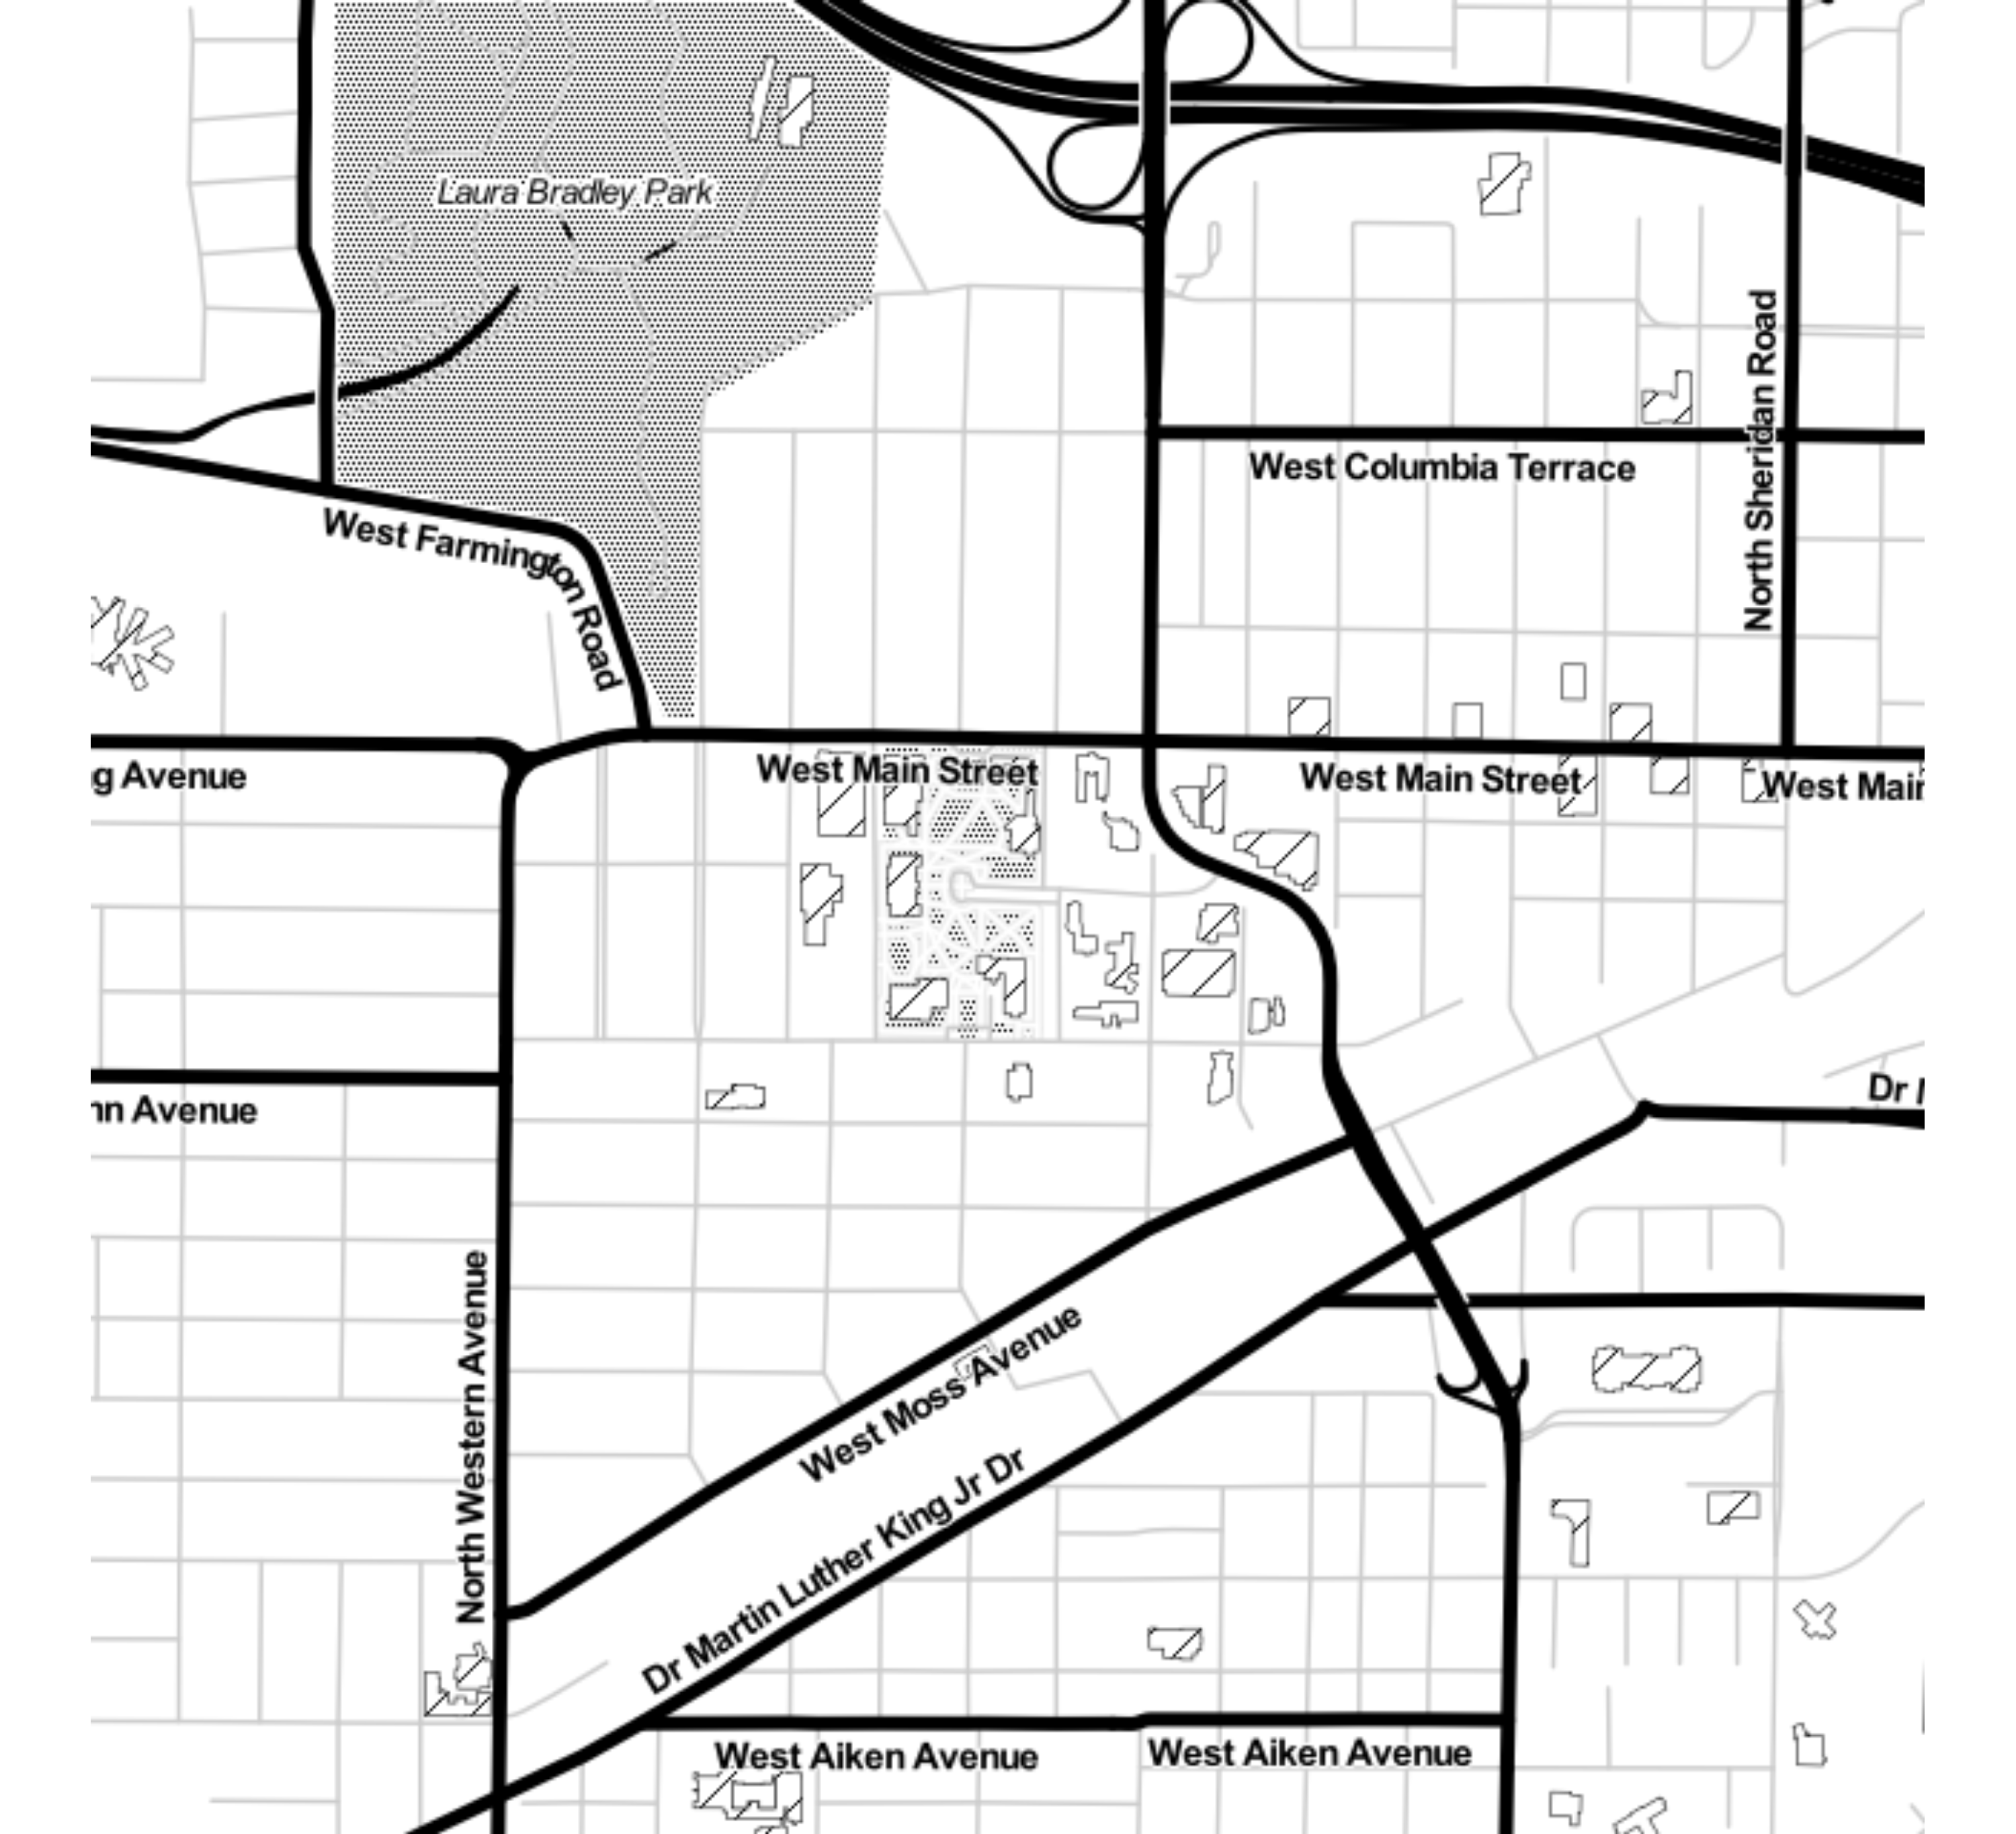 Laura Bradley Park
North Sheridan Road
West Columbia Terrace
West Farmington Road
g Avenue
West Main Street
West Main Street
West Mair
Dr
nn Avenue
North Western Avenue
West Moss Avenue
Dr Martin Luther King Jr Dr
West Aiken Avenue
West Aiken Avenue